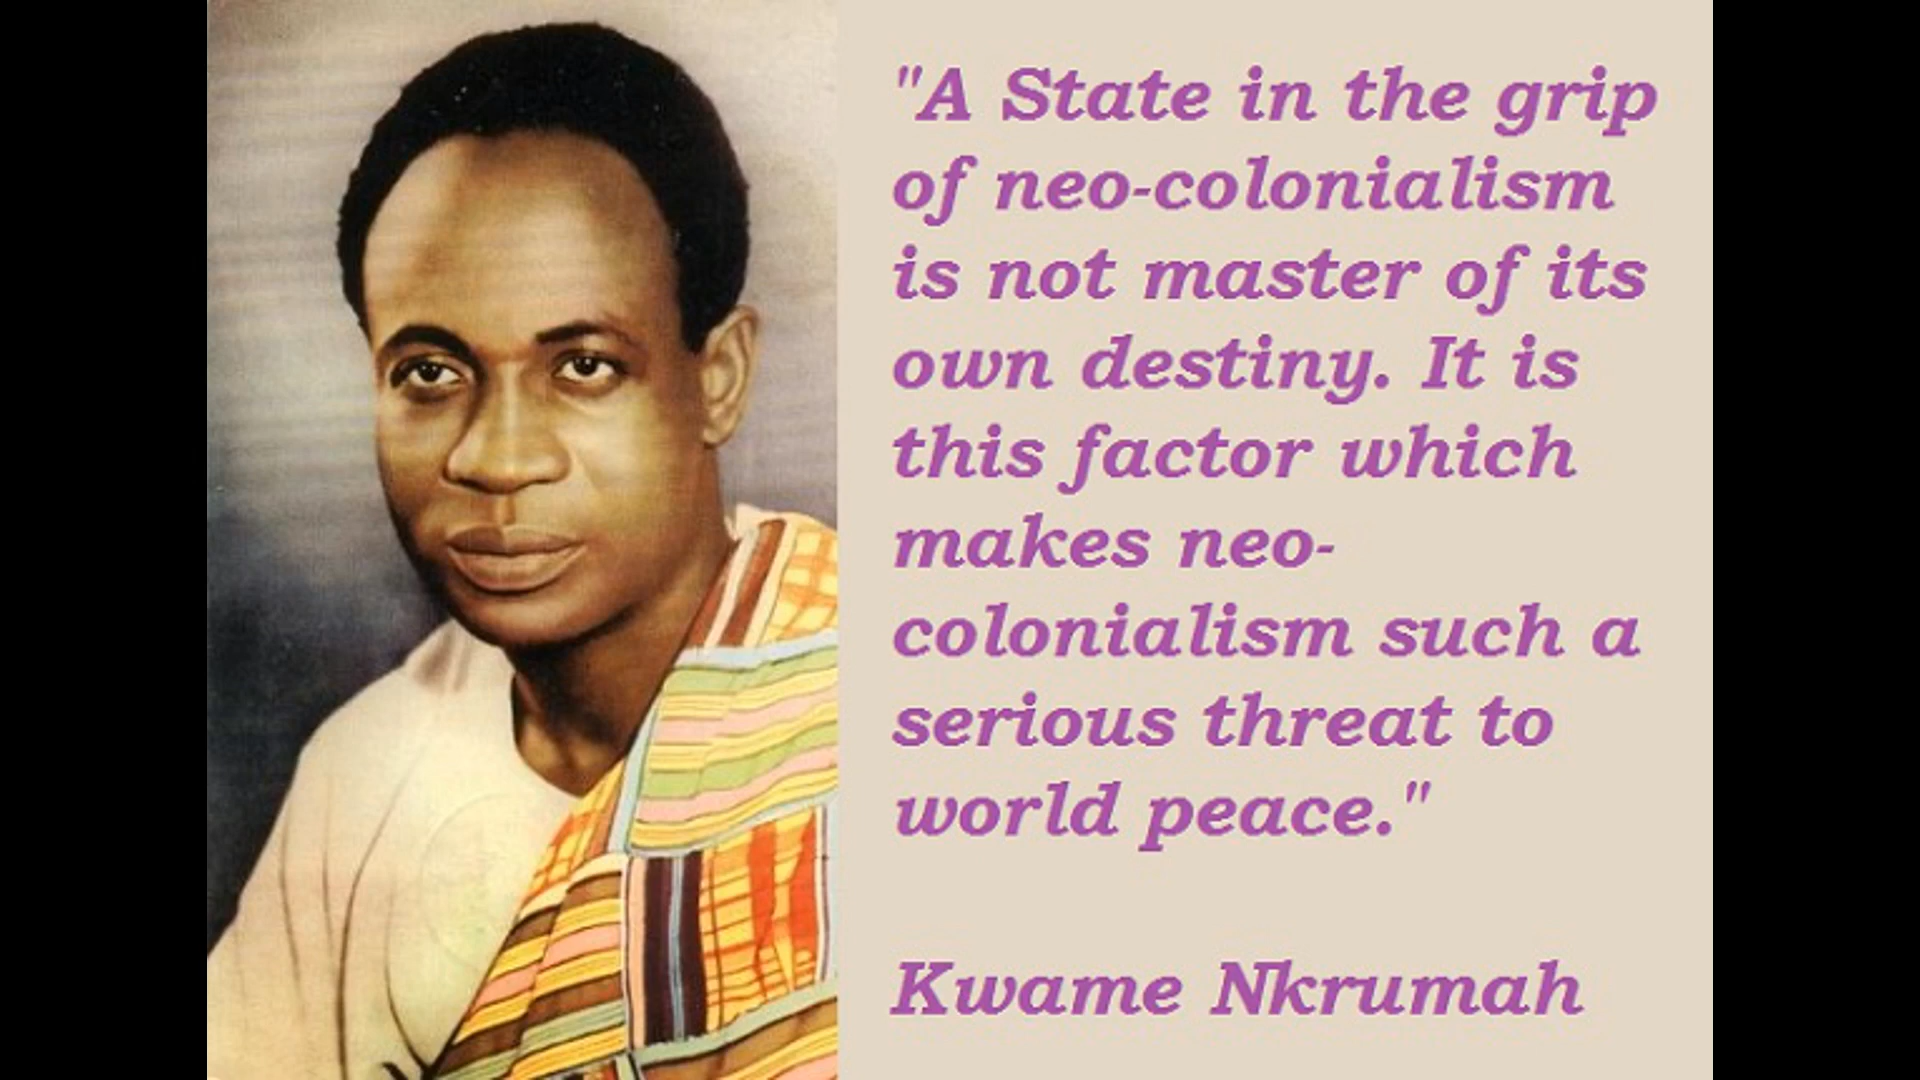 "A State in the grip
of neo-colonialism
is not master of its
own destiny. It is
this factor which
makes neo-
colonialism such a
serious threat to
world peace."
Kwame Nkrumah